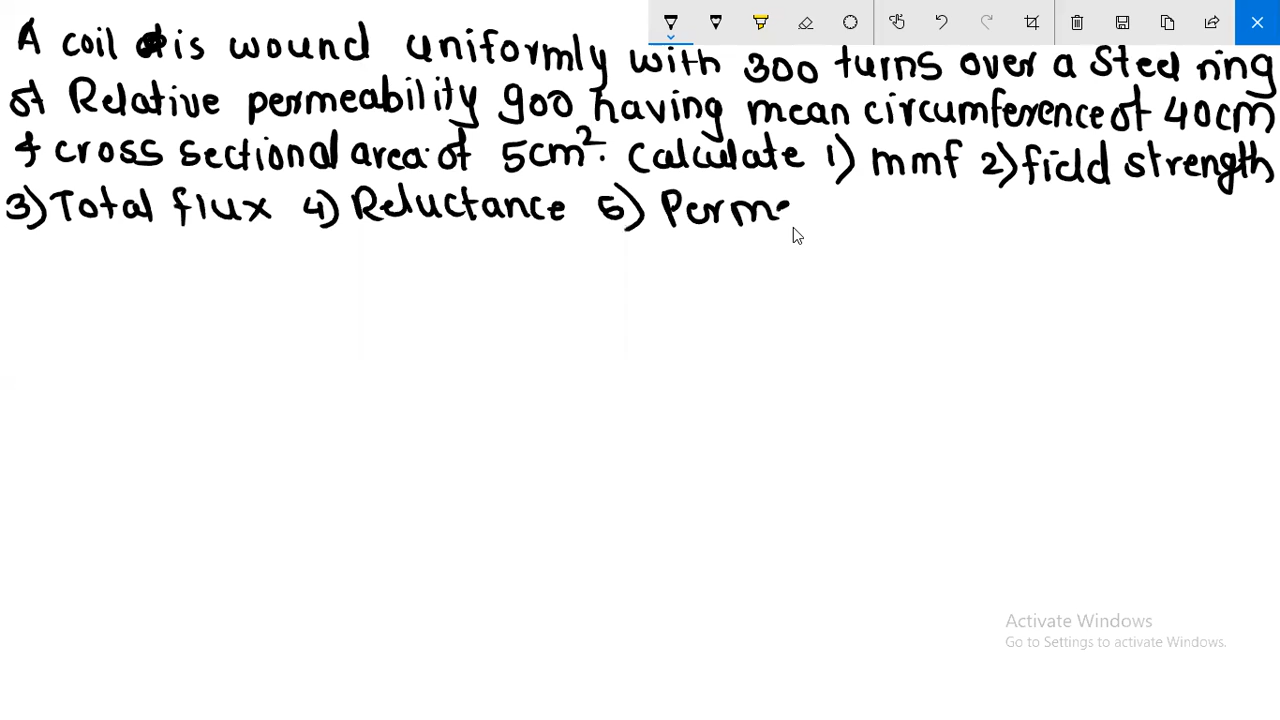 A coil is wound uniformly with 300 turns over a Steel ring
of Relative permeability 900 having mean circumference of 40cm
& cross sectional area of 5cm². Calculate 1) mmf 2) field strength
3) Total flux 4) Reluctance 5) Perme
Activate Windows
Go to Settings to activate Windows.